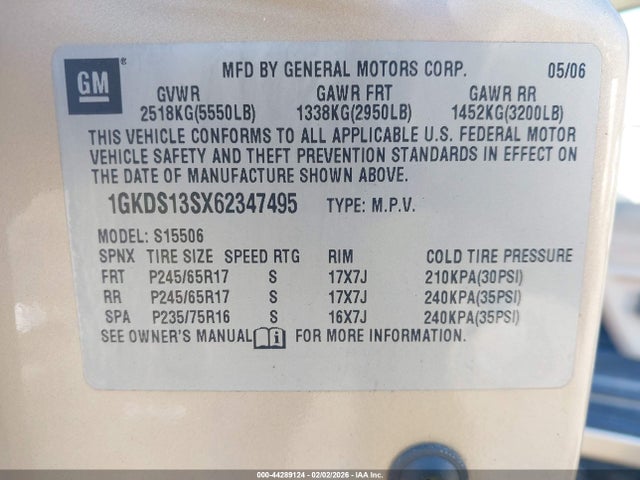 GM ® MFD BY GENERAL MOTORS CORP. 05/06
GVWR GAWR FRT GAWR RR
2518KG(5550LB) 1338KG(2950LB) 1452KG(3200LB)
THIS VEHICLE CONFORMS TO ALL APPLICABLE U.S. FEDERAL MOTOR
VEHICLE SAFETY AND THEFT PREVENTION STANDARDS IN EFFECT ON
THE DATE OF MANUFACTURE SHOWN ABOVE.
1GKDS13SX62347495 TYPE: M.P.V.
MODEL: S15506
SPNX TIRE SIZE SPEED RTG RIM COLD TIRE PRESSURE
FRT P245/65R17 S 17X7J 210KPA(30PSI)
RR P245/65R17 S 17X7J 240KPA(35PSI)
SPA P235/75R16 S 16X7J 240KPA(35PSI)
SEE OWNER'S MANUAL FOR MORE INFORMATION.
000-44289124 - 02/02/2026 - IAA Inc.